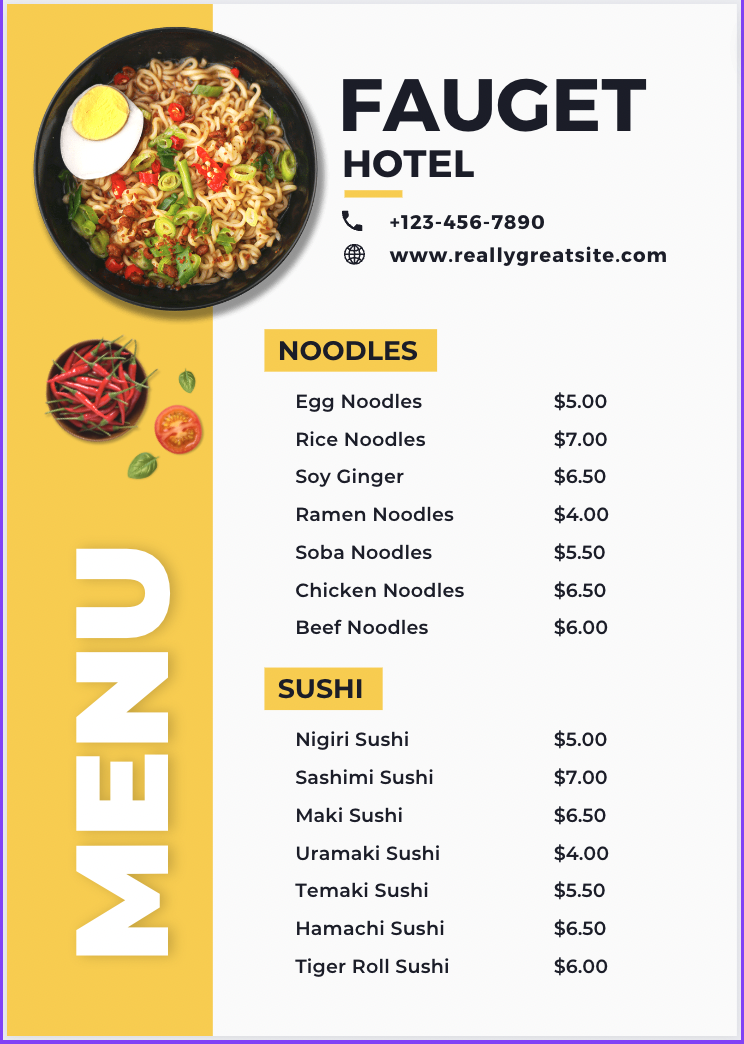 FAUGET
HOTEL
+123-456-7890
www.reallygreatsite.com
NOODLES
Egg Noodles $5.00
Rice Noodles $7.00
Soy Ginger $6.50
Ramen Noodles $4.00
Soba Noodles $5.50
Chicken Noodles $6.50
Beef Noodles $6.00
SUSHI
Nigiri Sushi $5.00
Sashimi Sushi $7.00
Maki Sushi $6.50
Uramaki Sushi $4.00
Temaki Sushi $5.50
Hamachi Sushi $6.50
Tiger Roll Sushi $6.00
MENU